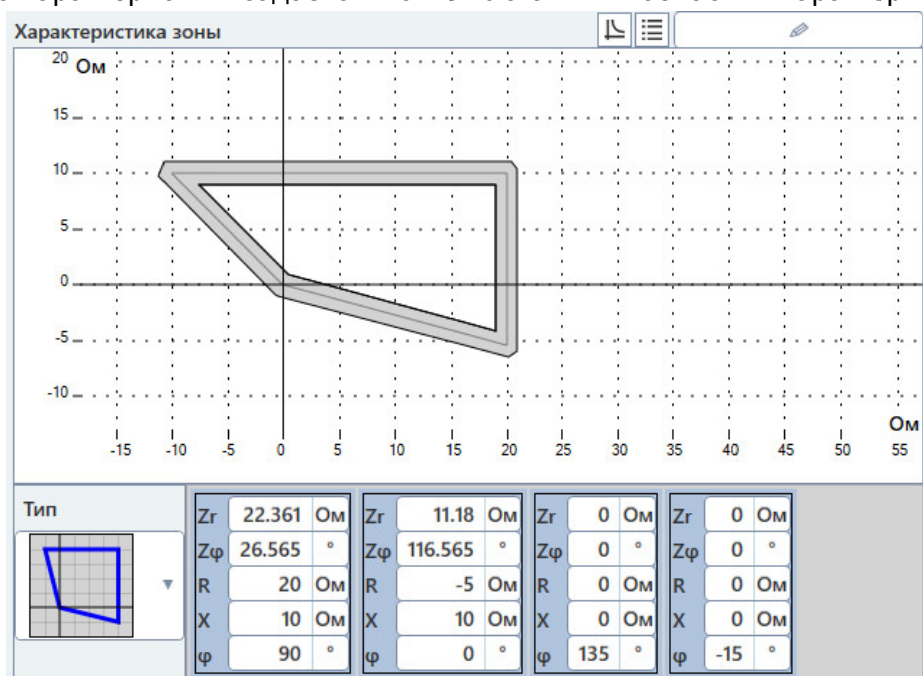 Характеристика зоны
Ом
20
15
10
5
0
-5
-10
Ом
-15 -10 -5 0 5 10 15 20 25 30 35 40 45 50 55
Тип
Zr 22.361 Ом Zr 11.18 Ом Zr 0 Ом Zr 0 Ом
Zφ 26.565 ° Zφ 116.565 ° Zφ 0 ° Zφ 0 °
R 20 Ом R -5 Ом R 0 Ом R 0 Ом
X 10 Ом X 10 Ом X 0 Ом X 0 Ом
φ 90 ° φ 0 ° φ 135 ° φ -15 °